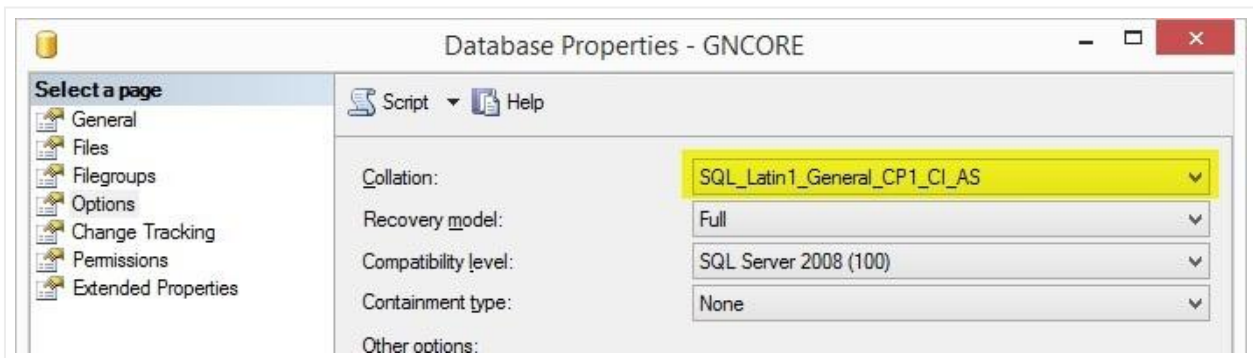 Database Properties - GNCORE
Select a page
General
Files
Filegroups
Options
Change Tracking
Permissions
Extended Properties
Script Help
Collation: SQL_Latin1_General_CP1_CI_AS
Recovery model: Full
Compatibility level: SQL Server 2008 (100)
Containment type: None
Other options: